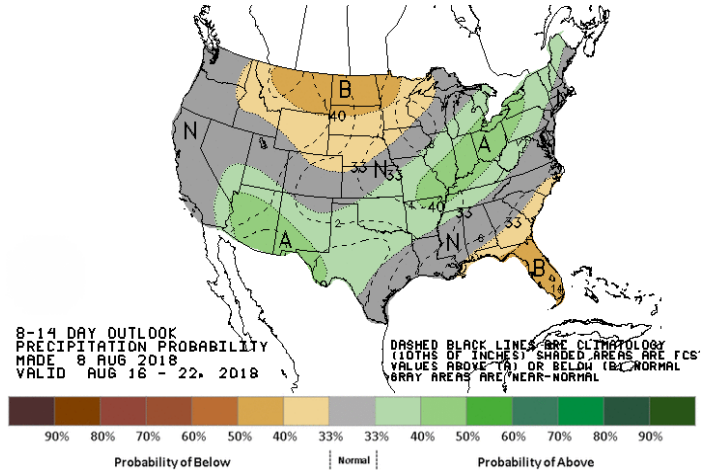 B
40
N
A
33
N
33
40
33
2
A
N
6
33
B
8-14 DAY OUTLOOK
PRECIPITATION PROBABILITY
MADE 8 AUG 2018
VALID AUG 16 - 22, 2018
DASHED BLACK LINES ARE CLIMATOLOGY
(10THS OF INCHES) SHADED AREAS ARE FCST
VALUES ABOVE (A) OR BELOW (B) NORMAL
GRAY AREAS ARE NEAR-NORMAL
90% 80% 70% 60% 50% 40% 33% 33% 40% 50% 60% 70% 80% 90%
Probability of Below Normal Probability of Above